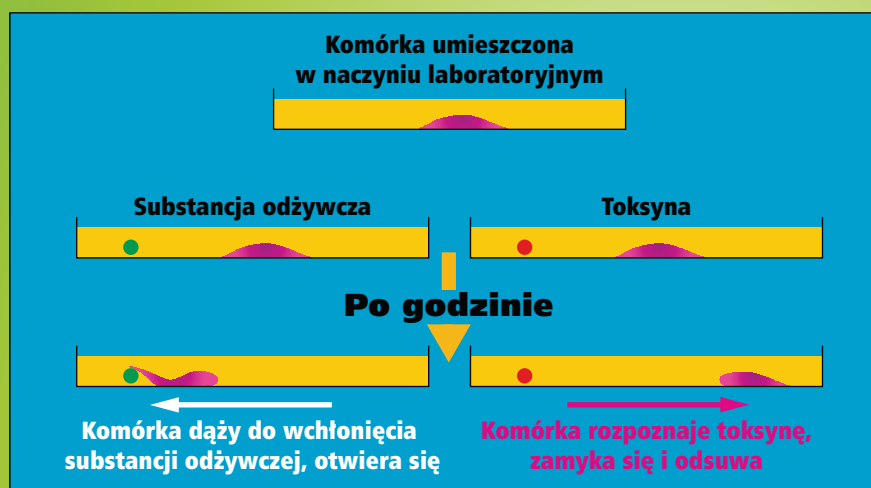 Komórka umieszczona
w naczyniu laboratoryjnym
Substancja odżywcza
Toksyna
Po godzinie
Komórka dąży do wchłonięcia
substancji odżywczej, otwiera się
Komórka rozpoznaje toksynę,
zamyka się i odsuwa